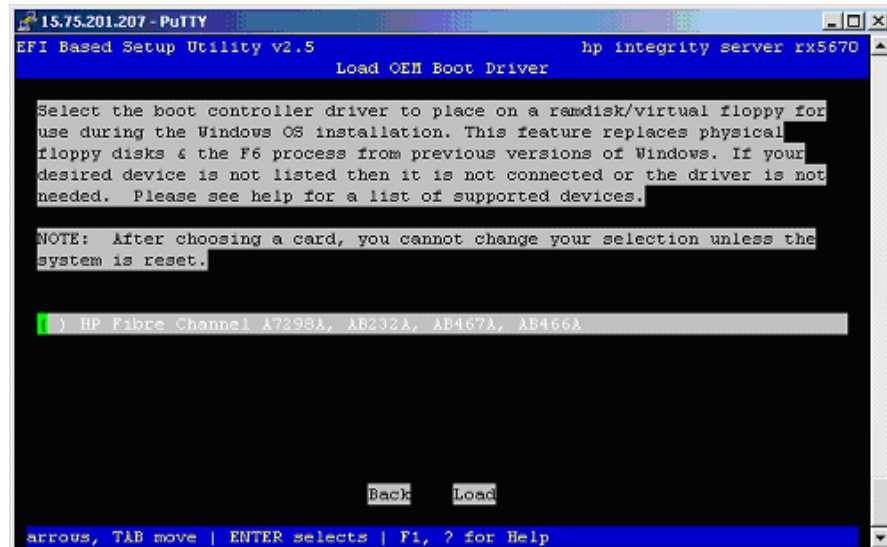 15.75.201.207 - PuTTY
EFI Based Setup Utility v2.5 hp integrity server rx5670
Load OEM Boot Driver
Select the boot controller driver to place on a ramdisk/virtual floppy for
use during the Windows OS installation. This feature replaces physical
floppy disks & the F6 process from previous versions of Windows. If your
desired device is not listed then it is not connected or the driver is not
needed. Please see help for a list of supported devices.
NOTE: After choosing a card, you cannot change your selection unless the
system is reset.
( ) HP Fibre Channel A7298A, AB232A, AB467A, AB466A
Back Load
arrows, TAB move | ENTER selects | F1, ? for Help